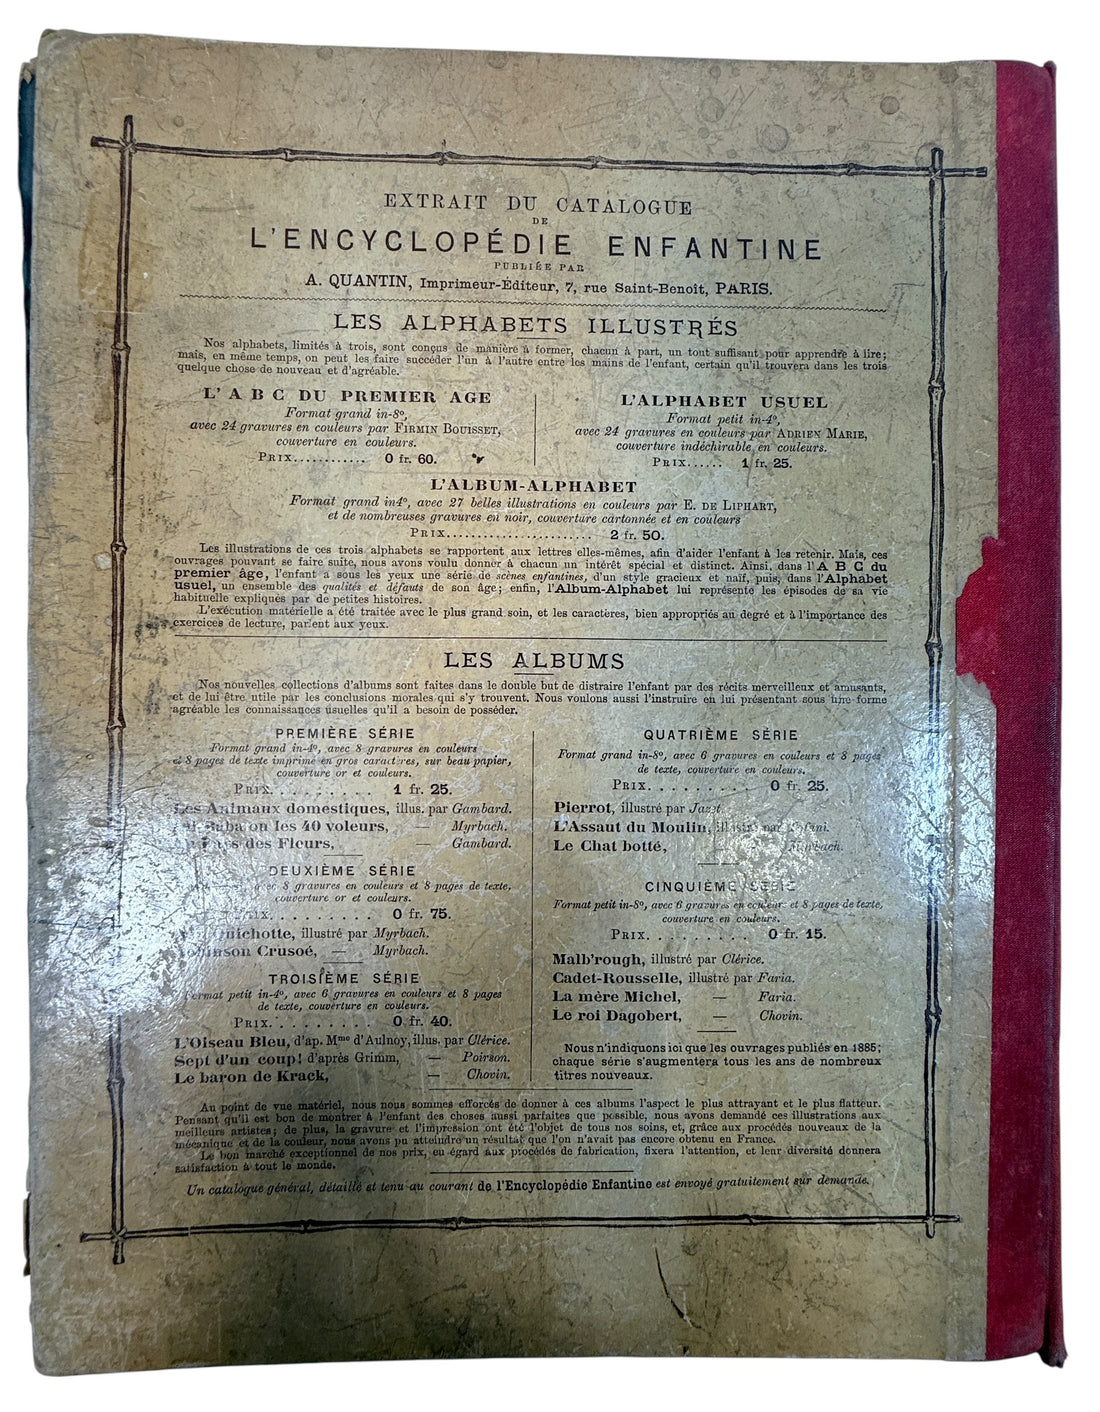 EXTRAIT DU CATALOGUE
DE
L'ENCYCLOPÉDIE ENFANTINE
PUBLIÉE PAR
A. QUANTIN, Imprimeur-Éditeur, 7, rue Saint-Benoît, PARIS.
LES ALPHABETS ILLUSTRÉS
Nos alphabets, limités à trois, sont conçus de manière à former, chacun à part, un tout suffisant pour apprendre à lire;
mais, en même temps, on peut les faire succéder l'un à l'autre entre les mains de l'enfant, certain qu'il trouvera dans les trois
quelque chose de nouveau et d'agréable.
L'A B C DU PREMIER AGE
Format grand in-8º,
avec 24 gravures en couleurs par FIRMIN BOUISSET,
couverture en couleurs.
PRIX........... 0 fr. 60.
L'ALPHABET USUEL
Format petit in-4º,
avec 24 gravures en couleurs par ADRIEN MARIE,
couverture indéchirable en couleurs.
PRIX...... 1 fr. 25.
L'ALBUM-ALPHABET
Format grand in4º, avec 27 belles illustrations en couleurs par E. DE LIPHART,
et de nombreuses gravures en noir, couverture cartonnée et en couleurs
PRIX...................... 2 fr. 50.
Les illustrations de ces trois alphabets se rapportent aux lettres elles-mêmes, afin d'aider l'enfant à les retenir. Mais, ces
ouvrages pouvant se faire suite, nous avons voulu donner à chacun un intérêt spécial et distinct. Ainsi, dans l'A B C du
premier âge, l'enfant a sous les yeux une série de scènes enfantines, d'un style gracieux et naïf, puis, dans l'Alphabet
usuel, un ensemble des qualités et défauts de son âge; enfin, l'Album-Alphabet lui représente les épisodes de sa vie
habituelle expliqués par de petites histoires.
L'exécution matérielle a été traitée avec le plus grand soin, et les caractères, bien appropriés au degré et à l'importance des
exercices de lecture, parlent aux yeux.
LES ALBUMS
Nos nouvelles collections d'albums sont faites dans le double but de distraire l'enfant par des récits merveilleux et amusants,
et de lui être utile par les conclusions morales qui s'y trouvent. Nous voulons aussi l'instruire en lui présentant sous une forme
agréable les connaissances usuelles qu'il a besoin de posséder.
PREMIÈRE SÉRIE
Format grand in-4º, avec 8 gravures en couleurs
et 8 pages de texte imprimé en gros caractères, sur beau papier,
couverture or et couleurs.
PRIX.......... 1 fr. 25.
Les Animaux domestiques, illus. par Gambard.
Ali Baba ou les 40 voleurs, — Myrbach.
Au Pays des Fleurs, — Gambard.
DEUXIÈME SÉRIE
avec 8 gravures en couleurs et 8 pages de texte,
couverture or et couleurs.
PRIX......... 0 fr. 75.
Quichotte, illustré par Myrbach.
Robinson Crusoé, — Myrbach.
TROISIÈME SÉRIE
Format petit in-4º, avec 6 gravures en couleurs et 8 pages
de texte, couverture en couleurs.
PRIX......... 0 fr. 40.
L'Oiseau Bleu, d'ap. Mme d'Aulnoy, illus. par Clérice.
Sept d'un coup! d'après Grimm, — Poirson.
Le baron de Krack, — Chovin.
QUATRIÈME SÉRIE
Format grand in-8º, avec 6 gravures en couleurs et 8 pages
de texte, couverture en couleurs.
PRIX......... 0 fr. 25.
Pierrot, illustré par Jazet.
L'Assaut du Moulin, illustré par
Le Chat botté, — Myrbach.
CINQUIÈME SÉRIE
Format petit in-8º, avec 6 gravures en couleurs et 8 pages de texte,
couverture en couleurs.
PRIX......... 0 fr. 15.
Malb'rough, illustré par Clérice.
Cadet-Rousselle, illustré par Faria.
La mère Michel, — Faria.
Le roi Dagobert, — Chovin.
Nous n'indiquons ici que les ouvrages publiés en 1885;
chaque série s'augmentera tous les ans de nombreux
titres nouveaux.
Au point de vue matériel, nous nous sommes efforcés de donner à ces albums l'aspect le plus attrayant et le plus flatteur.
Pensant qu'il est bon de montrer à l'enfant des choses aussi parfaites que possible, nous avons demandé ces illustrations aux
meilleurs artistes; de plus, la gravure et l'impression ont été l'objet de tous nos soins, et, grâce aux procédés nouveaux de la
mécanique et de la couleur, nous avons pu atteindre un résultat que l'on n'avait pas encore obtenu en France.
Le bon marché exceptionnel de nos prix, eu égard aux procédés de fabrication, fixera l'attention, et leur diversité donnera
satisfaction à tout le monde.
Un catalogue général, détaillé et tenu au courant de l'Encyclopédie Enfantine est envoyé gratuitement sur demande.